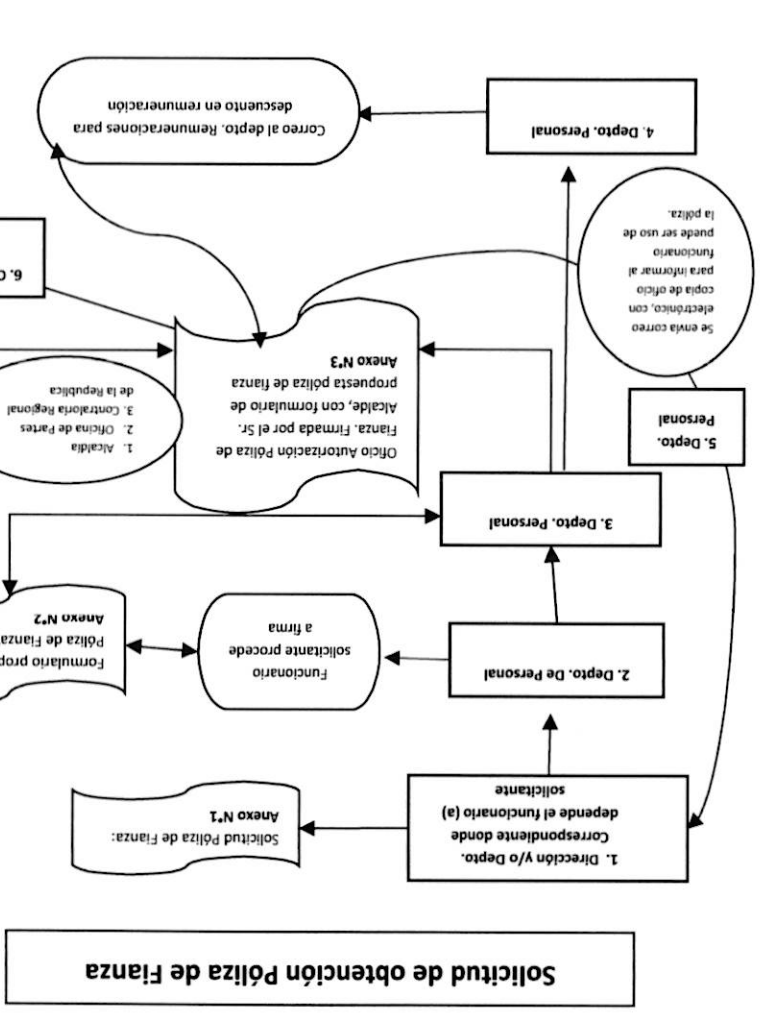 Solicitud de obtención Póliza de Fianza
1. Dirección y/o Depto.
Correspondiente donde
depende el funcionario (a)
solicitante
Solicitud Póliza de Fianza:
Anexo N°1
2. Depto. De Personal
Funcionario
solicitante procede
a firma
Formulario prop
Póliza de Fianza
Anexo N°2
3. Depto. Personal
5. Depto.
Personal
Oficio Autorización Póliza de
Fianza. Firmada por el Sr.
Alcalde, con formulario de
propuesta póliza de fianza
Anexo N°3
1. Alcaldía
2. Oficina de Partes
3. Contraloría Regional
de la Republica
Se envía correo
electrónico, con
copia de oficio
para informar al
funcionario
puede ser uso de
la póliza.
6. C
4. Depto. Personal
Correo al depto. Remuneraciones para
descuento en remuneración